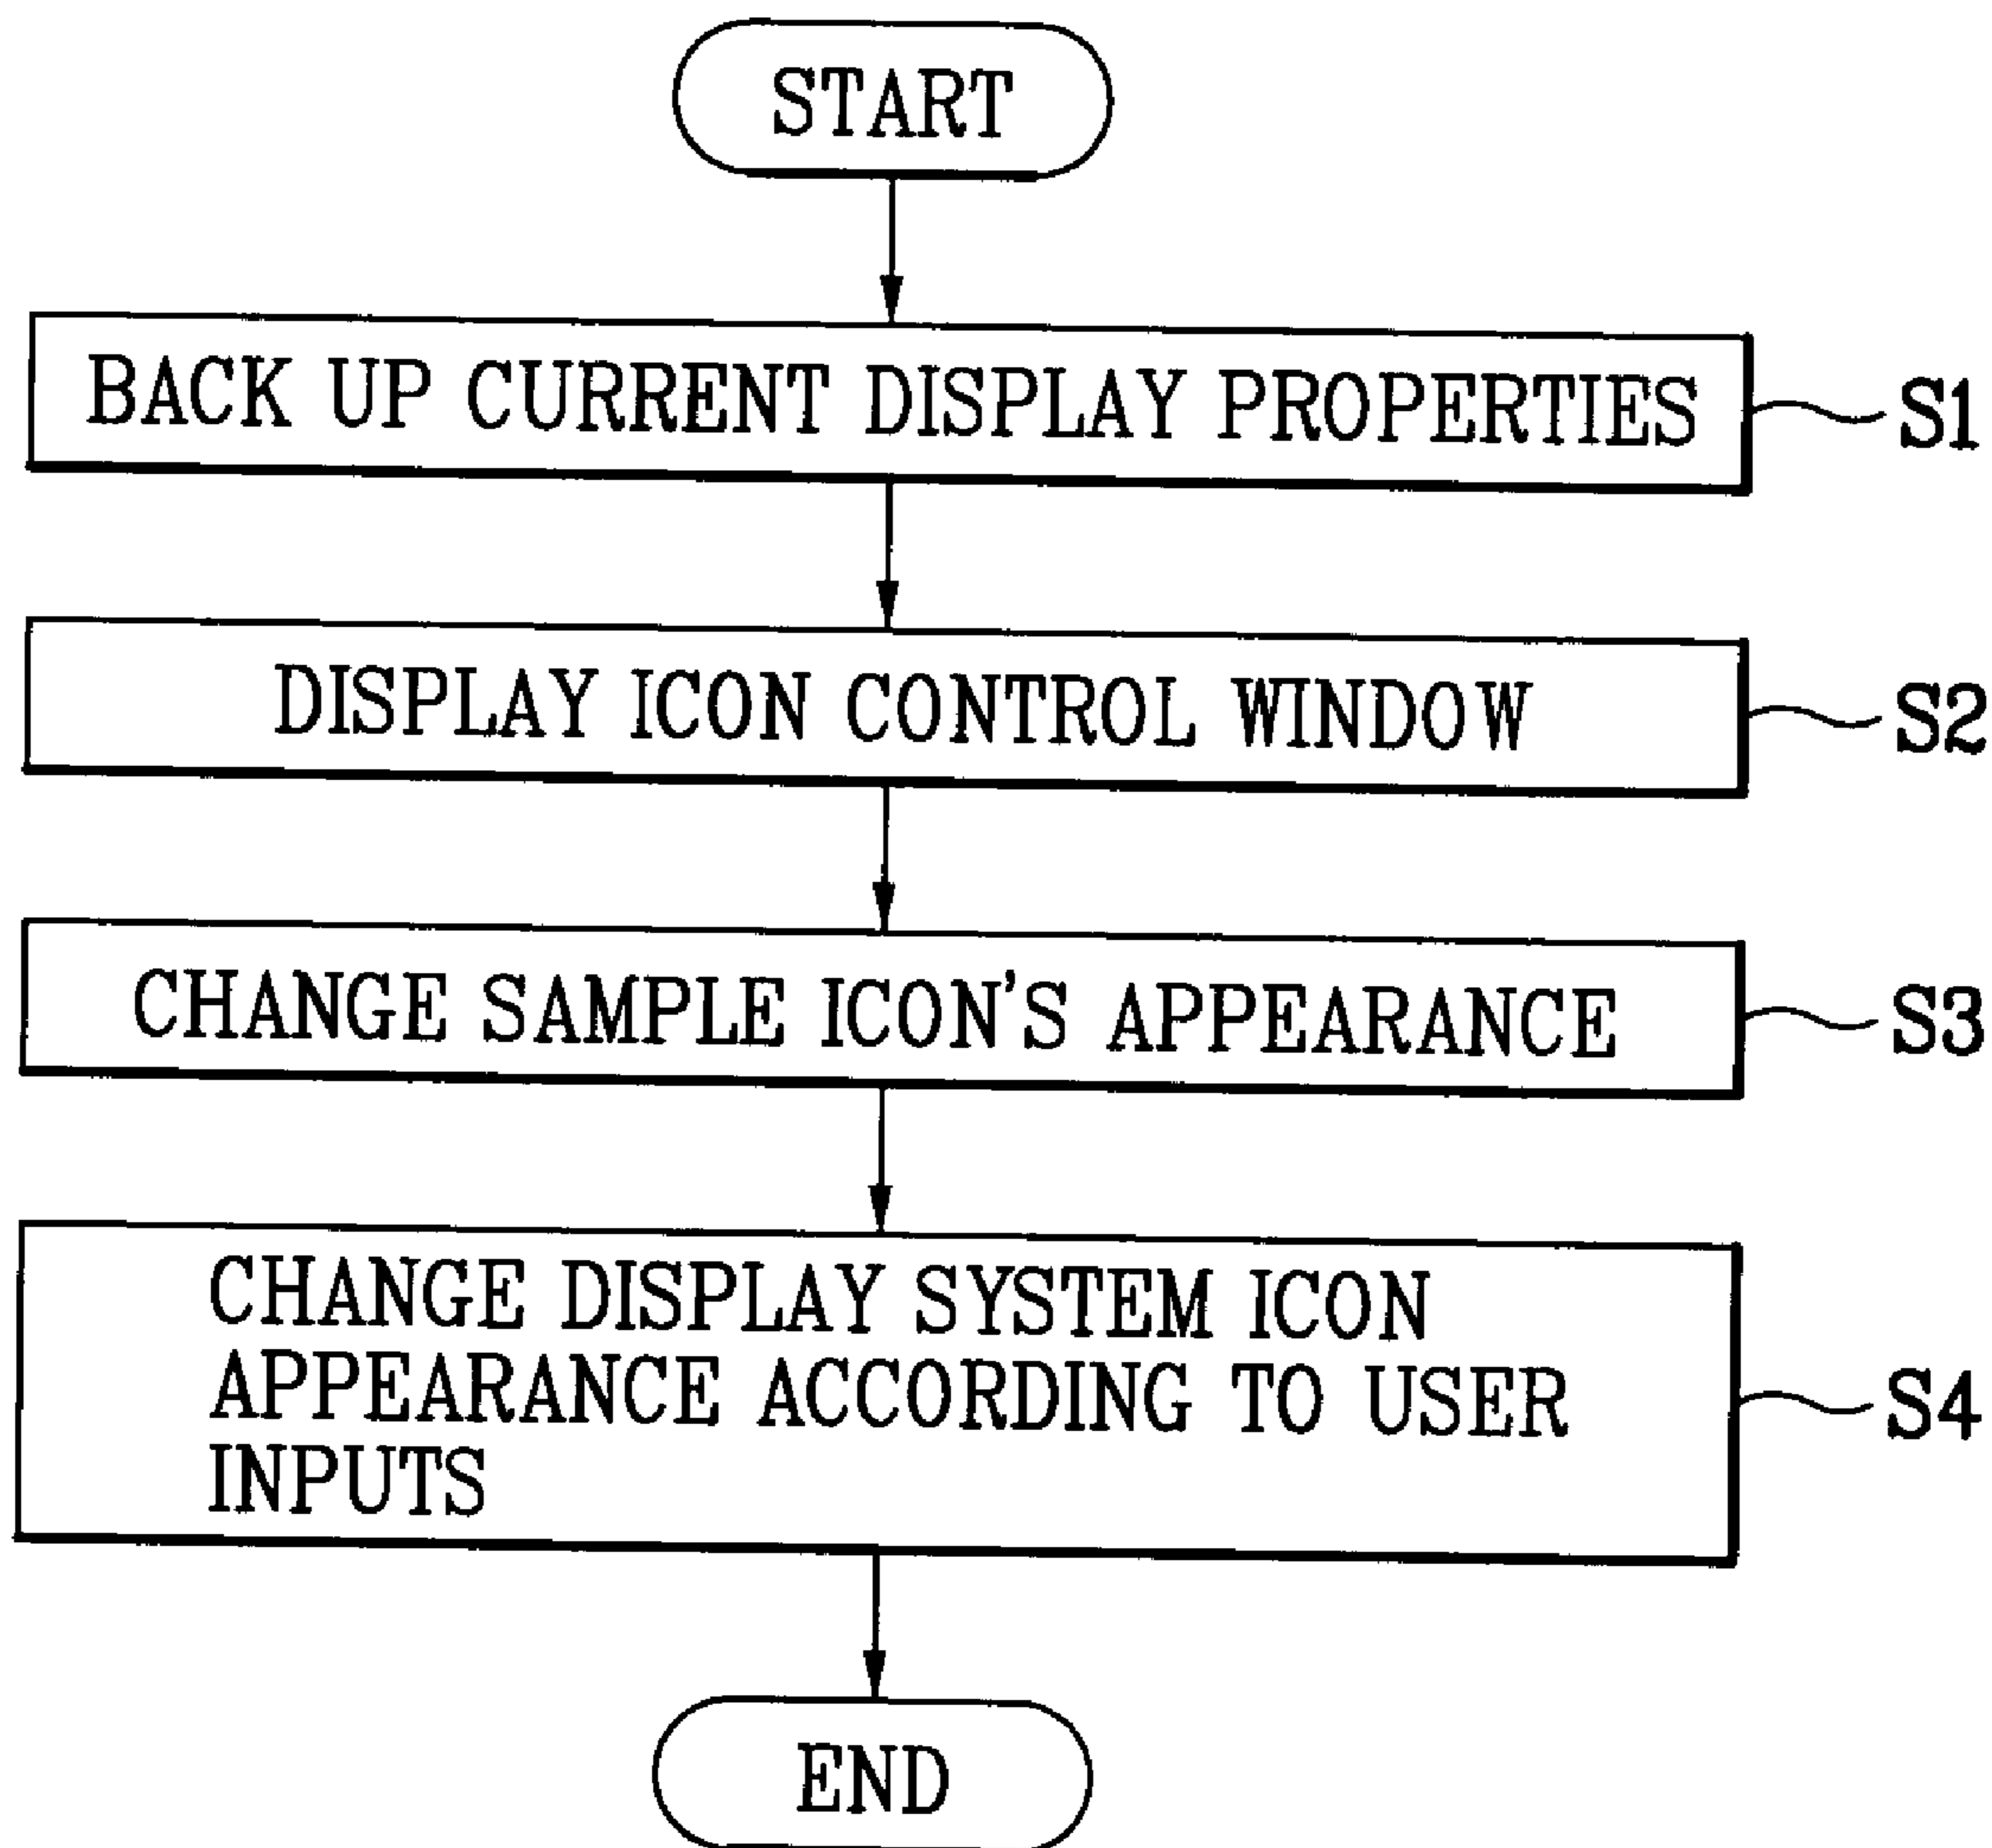 START
BACK UP CURRENT DISPLAY PROPERTIES
S1
DISPLAY ICON CONTROL WINDOW
S2
CHANGE SAMPLE ICON'S APPEARANCE
S3
CHANGE DISPLAY SYSTEM ICON
APPEARANCE ACCORDING TO USER
INPUTS
S4
END